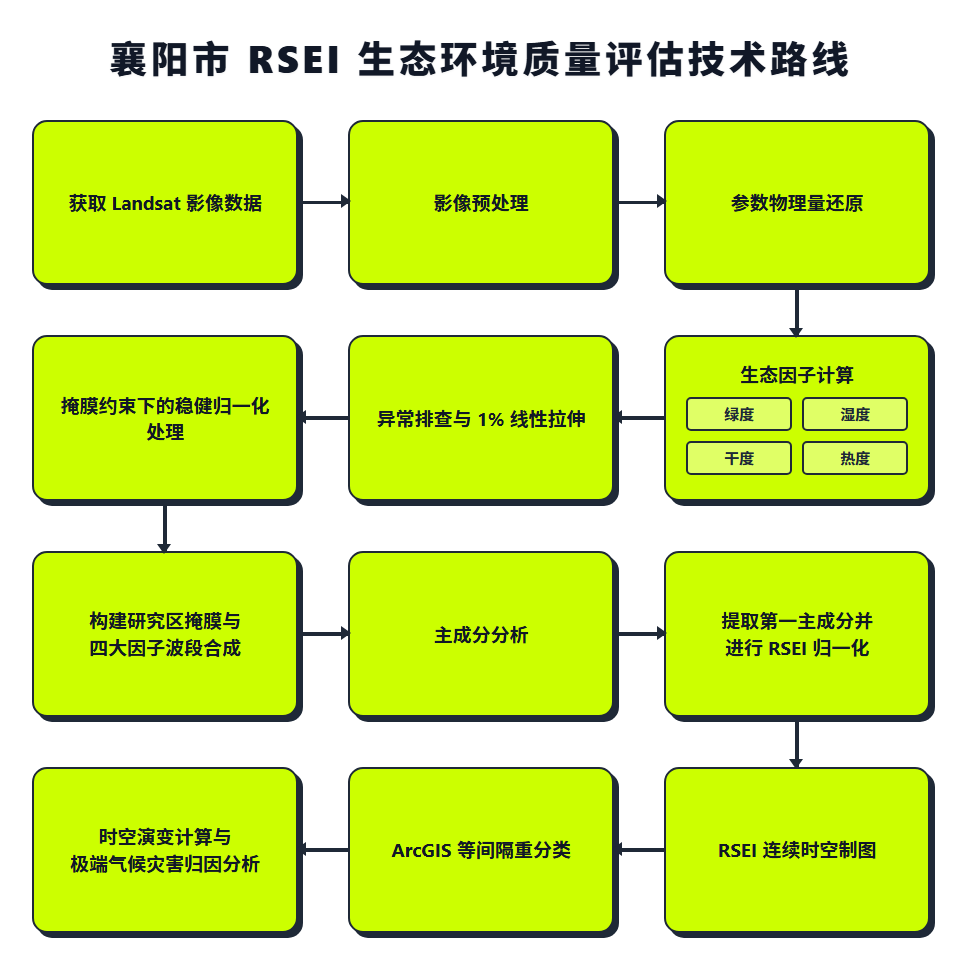 襄阳市 RSEI 生态环境质量评估技术路线
获取 Landsat 影像数据
影像预处理
参数物理量还原
生态因子计算
绿度
湿度
干度
热度
异常排查与 1% 线性拉伸
掩膜约束下的稳健归一化
处理
构建研究区掩膜与
四大因子波段合成
主成分分析
提取第一主成分并
进行 RSEI 归一化
RSEI 连续时空制图
ArcGIS 等间隔重分类
时空演变计算与
极端气候灾害归因分析